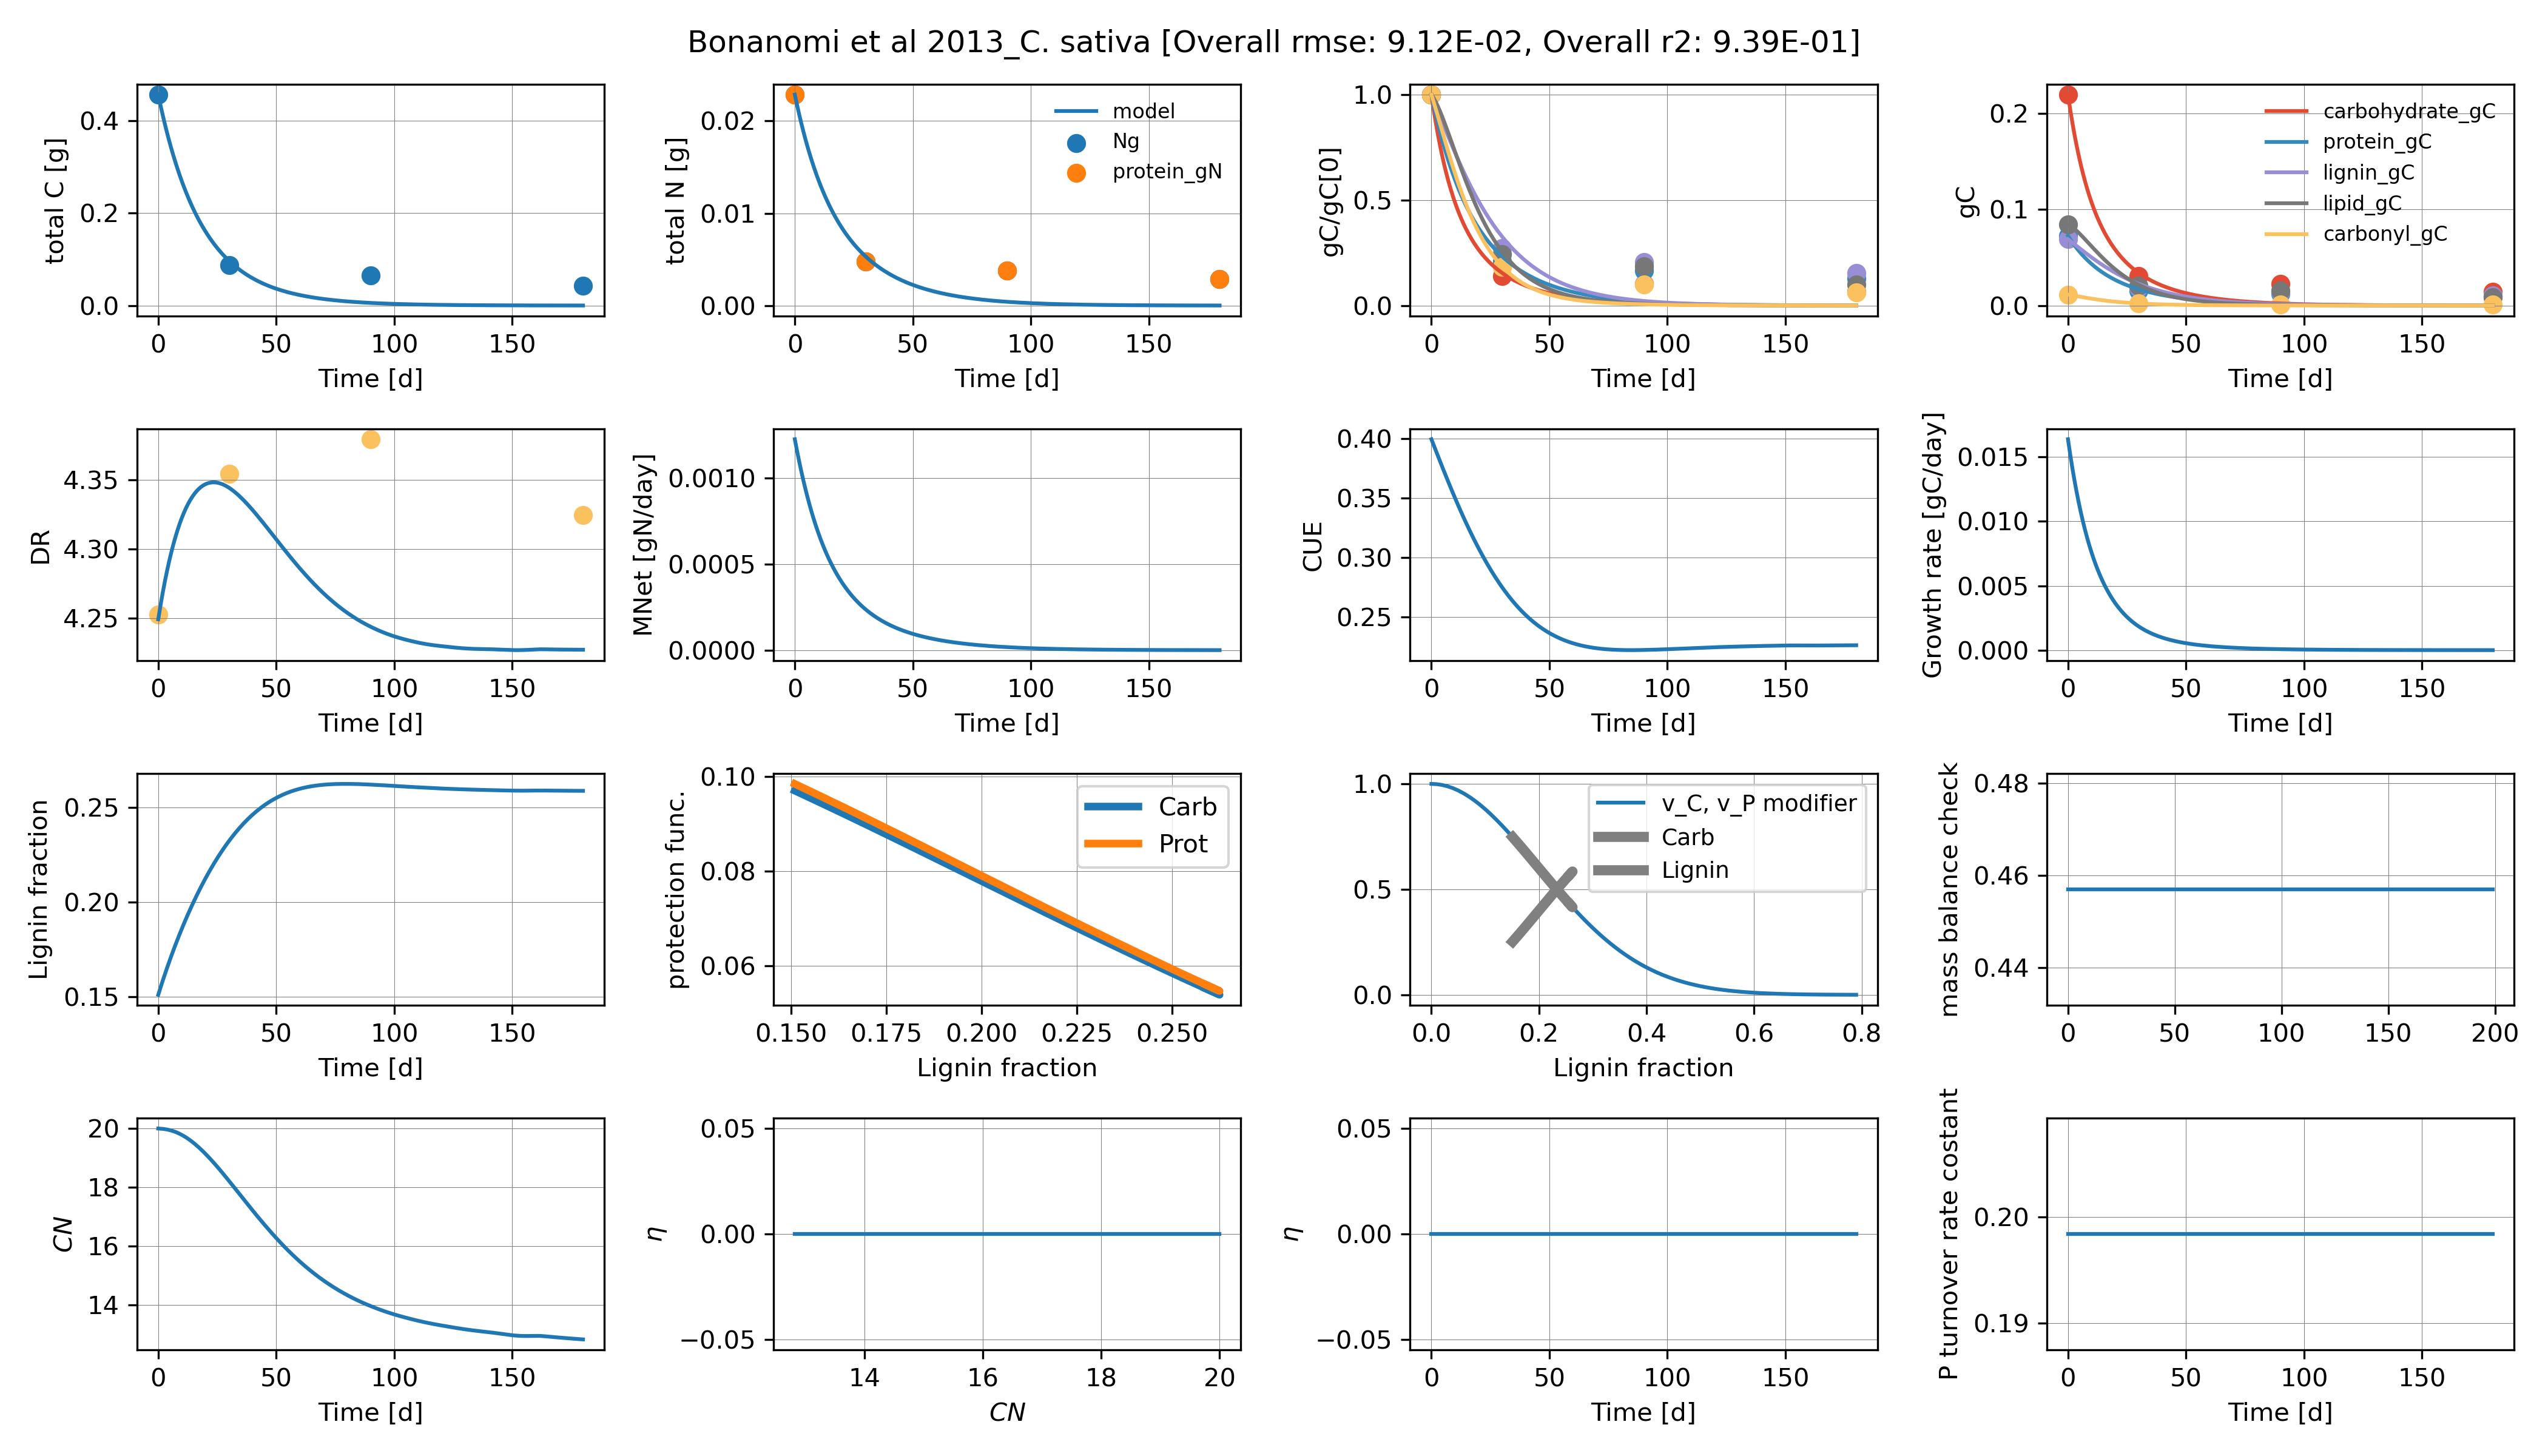 Bonanomi et al 2013_C. sativa [Overall rmse: 9.12E-02, Overall r2: 9.39E-01]
total C [g]
0.4
0.2
0.0
0 50 100 150
Time [d]
total N [g]
0.02
0.01
0.00
model
Ng
protein_gN
0 50 100 150
Time [d]
gC/gC[0]
1.0
0.5
0.0
0 50 100 150
Time [d]
gC
0.2
0.1
0.0
carbohydrate_gC
protein_gC
lignin_gC
lipid_gC
carbonyl_gC
0 50 100 150
Time [d]
DR
4.35
4.30
4.25
0 50 100 150
Time [d]
MNet [gN/day]
0.0010
0.0005
0.0000
0 50 100 150
Time [d]
CUE
0.40
0.35
0.30
0.25
0 50 100 150
Time [d]
Growth rate [gC/day]
0.015
0.010
0.005
0.000
0 50 100 150
Time [d]
Lignin fraction
0.25
0.20
0.15
0 50 100 150
Time [d]
protection func.
0.10
0.08
0.06
Carb
Prot
0.150 0.175 0.200 0.225 0.250
Lignin fraction
1.0
0.5
0.0
v_C, v_P modifier
Carb
Lignin
0.0 0.2 0.4 0.6 0.8
Lignin fraction
mass balance check
0.48
0.46
0.44
0 50 100 150 200
CN
20
18
16
14
0 50 100 150
Time [d]
η
0.05
0.00
−0.05
14 16 18 20
CN
η
0.05
0.00
−0.05
0 50 100 150
Time [d]
P turnover rate costant
0.20
0.19
0 50 100 150
Time [d]